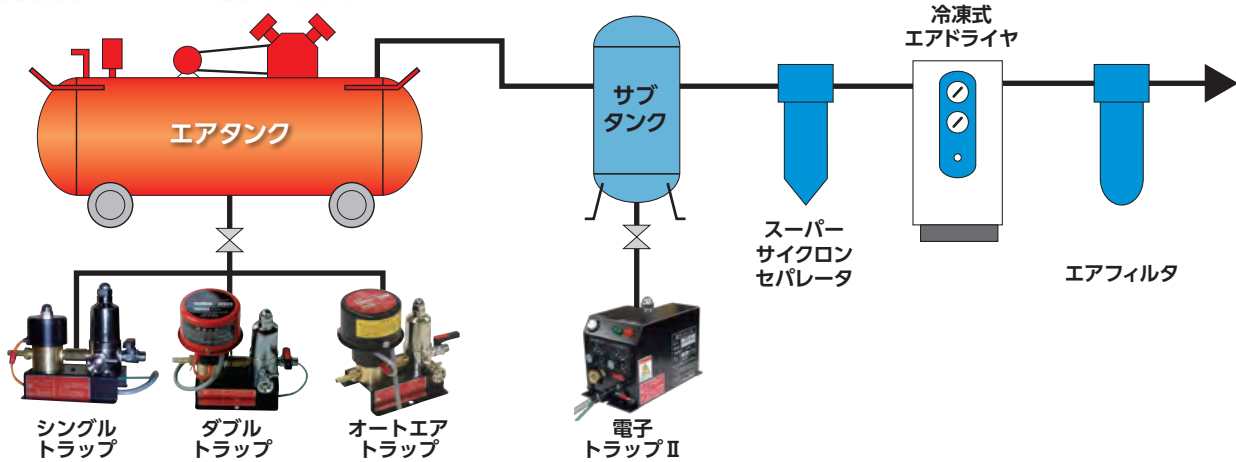 冷凍式
エアドライヤ
エアタンク
サブ
タンク
スーパー
サイクロン
セパレータ
エアフィルタ
シングル
トラップ
ダブル
トラップ
オートエア
トラップ
電子
トラップⅡ